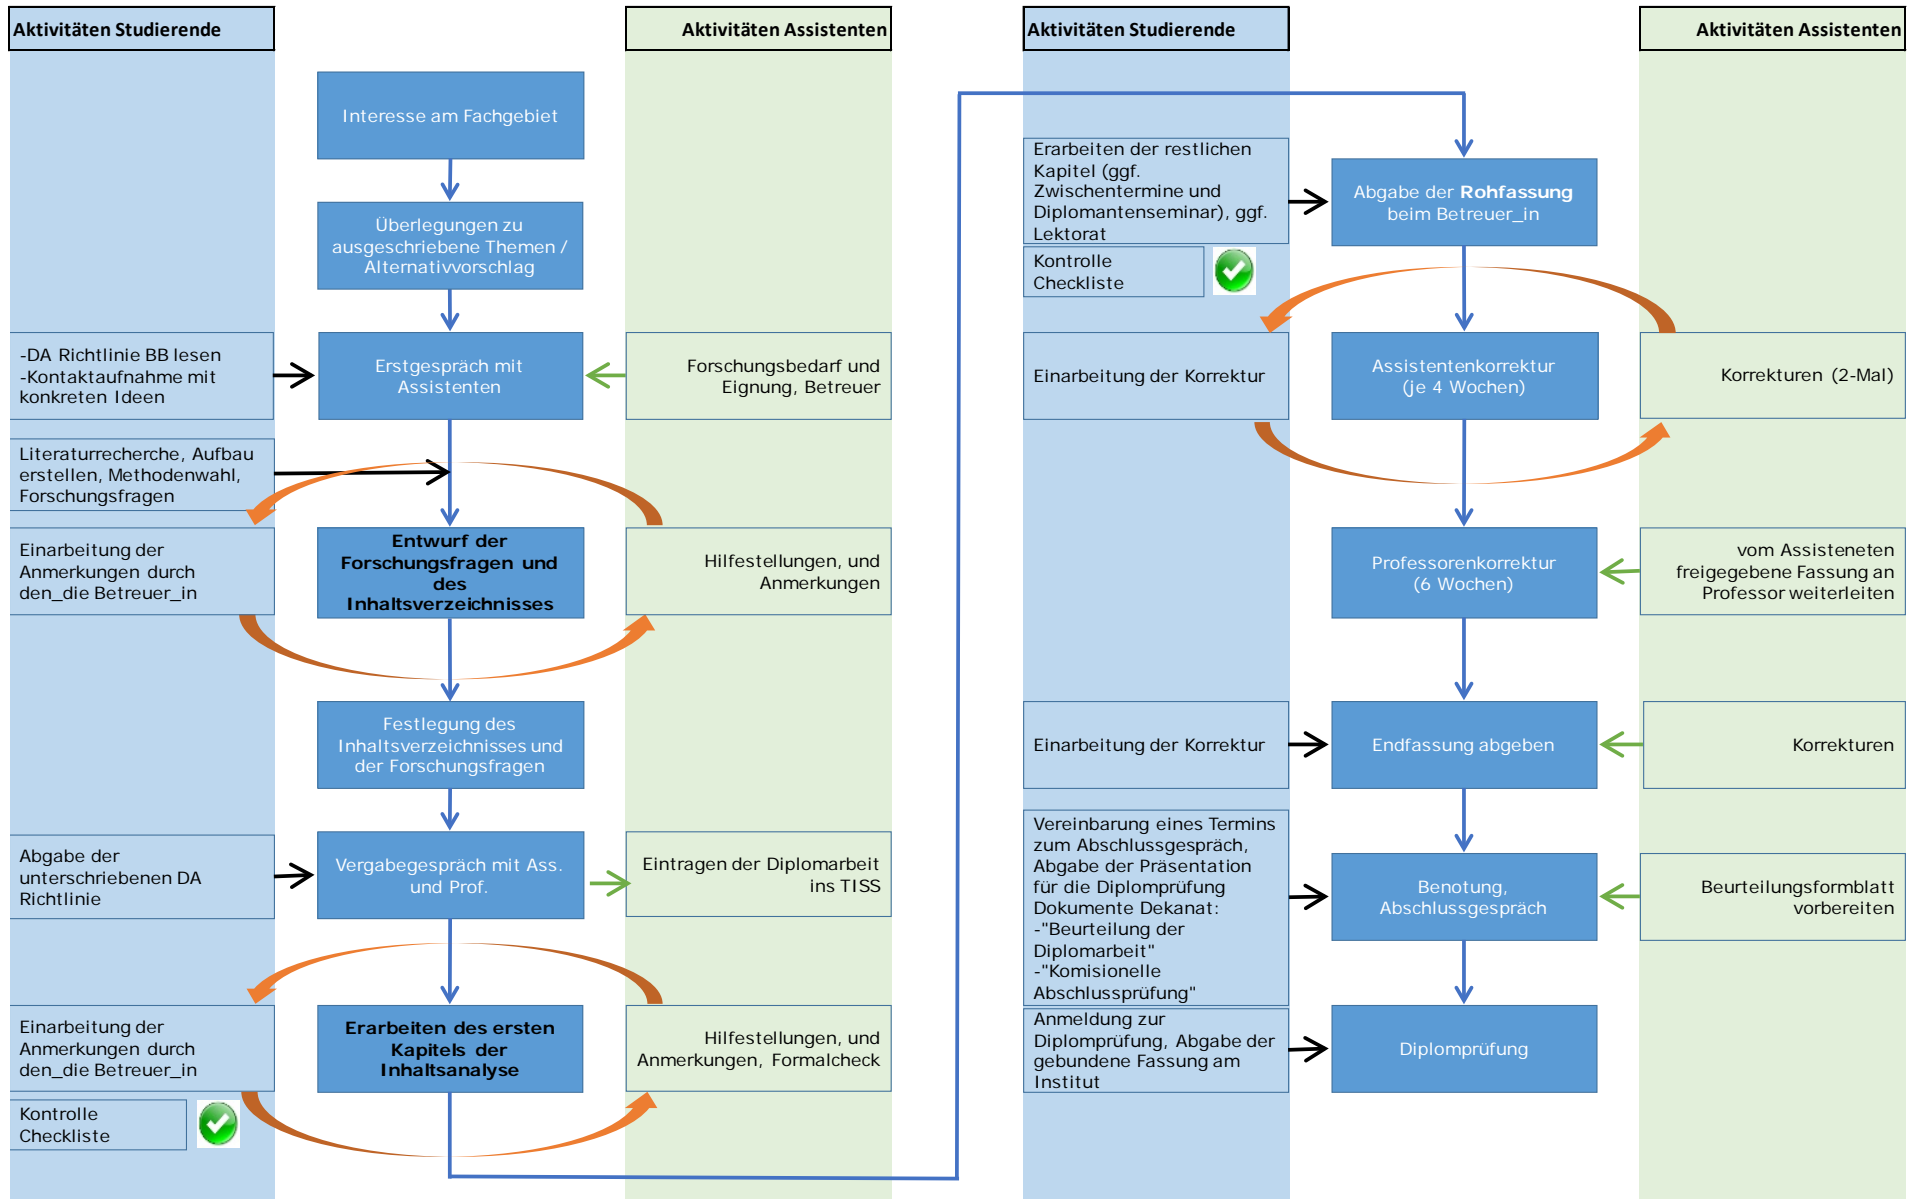 Aktivitäten Studierende
Aktivitäten Assistenten
Interesse am Fachgebiet
Überlegungen zu
ausgeschriebene Themen /
Alternativvorschlag
-DA Richtlinie BB lesen
-Kontaktaufnahme mit
konkreten Ideen
Erstgespräch mit
Assistenten
Forschungsbedarf und
Eignung, Betreuer
Literaturrecherche, Aufbau
erstellen, Methodenwahl,
Forschungsfragen
Einarbeitung der
Anmerkungen durch
den_die Betreuer_in
Entwurf der
Forschungsfragen und
des
Inhaltsverzeichnisses
Hilfestellungen, und
Anmerkungen
Festlegung des
Inhaltsverzeichnisses und
der Forschungsfragen
Abgabe der
unterschriebenen DA
Richtlinie
Vergabegespräch mit Ass.
und Prof.
Eintragen der Diplomarbeit
ins TISS
Einarbeitung der
Anmerkungen durch
den_die Betreuer_in
Erarbeiten des ersten
Kapitels der
Inhaltsanalyse
Hilfestellungen, und
Anmerkungen, Formalcheck
Kontrolle
Checkliste
Aktivitäten Studierende
Aktivitäten Assistenten
Erarbeiten der restlichen
Kapitel (ggf.
Zwischentermine und
Diplomantenseminar), ggf.
Lektorat
Abgabe der Rohfassung
beim Betreuer_in
Kontrolle
Checkliste
Einarbeitung der Korrektur
Assistentenkorrektur
(je 4 Wochen)
Korrekturen (2-Mal)
Professorenkorrektur
(6 Wochen)
vom Assisteneten
freigegebene Fassung an
Professor weiterleiten
Einarbeitung der Korrektur
Endfassung abgeben
Korrekturen
Vereinbarung eines Termins
zum Abschlussgespräch,
Abgabe der Präsentation
für die Diplomprüfung
Dokumente Dekanat:
-"Beurteilung der
Diplomarbeit"
-"Komisionelle
Abschlussprüfung"
Benotung,
Abschlussgespräch
Beurteilungsformblatt
vorbereiten
Anmeldung zur
Diplomprüfung, Abgabe der
gebundene Fassung am
Institut
Diplomprüfung